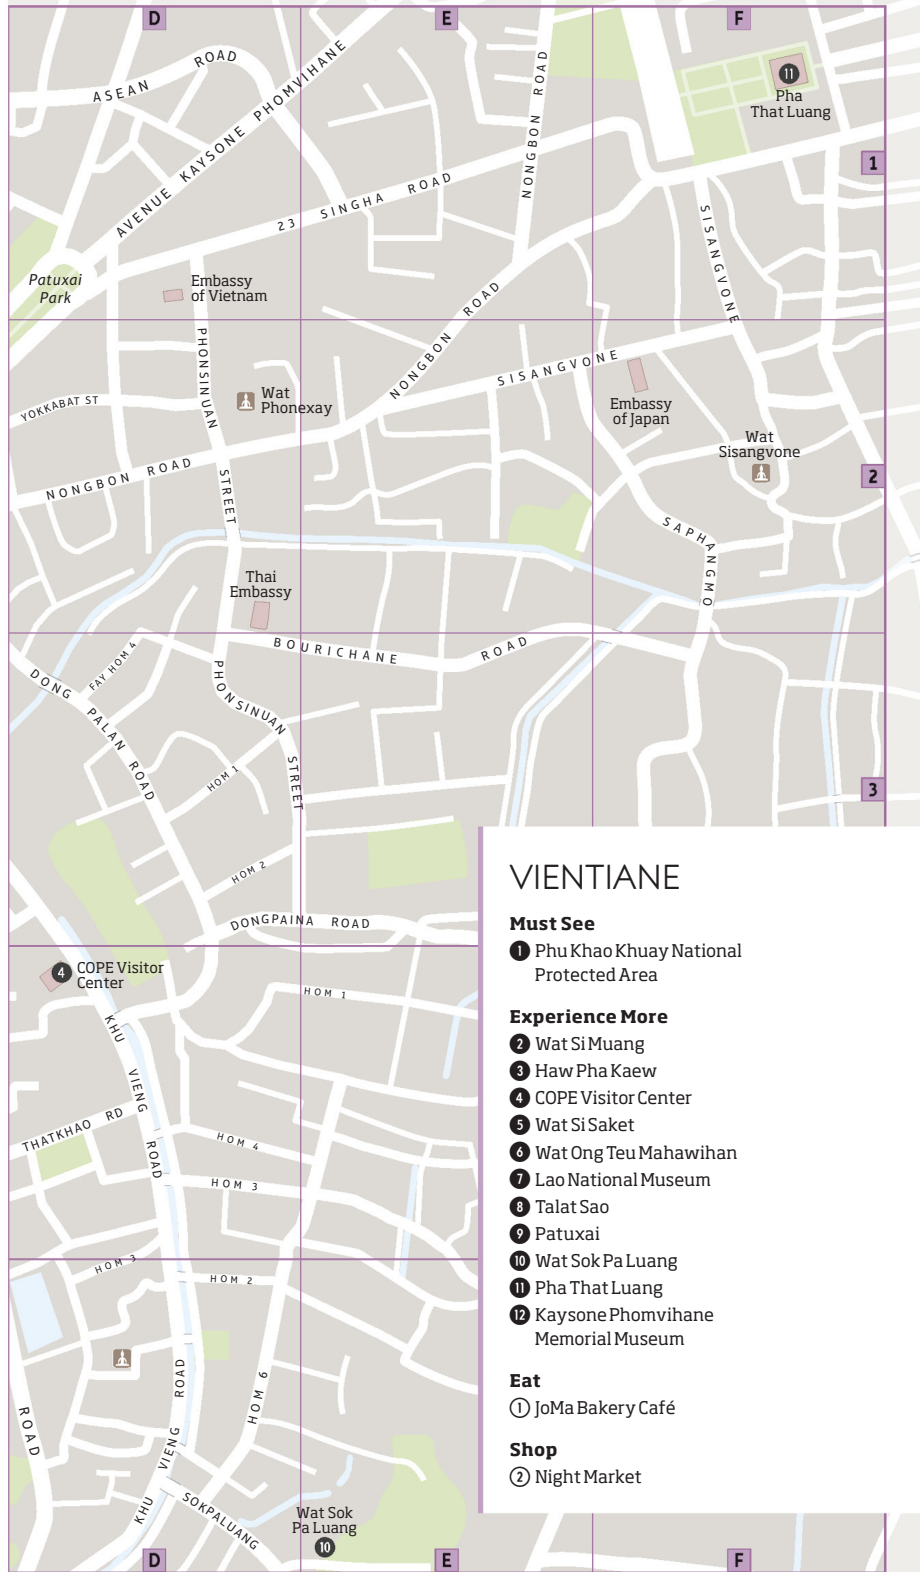 D
E
F
ASEAN ROAD
AVENUE KAYSONE PHOMVIHANE
NONGBON ROAD
11
Pha
That Luang
1
23 SINGHA ROAD
SISANGVONE
Patuxai
Park
Embassy
of Vietnam
NONGBON ROAD
PHONSINUAN STREET
SISANGVONE
YOKKABAT ST
Wat
Phonexay
Embassy
of Japan
Wat
Sisangvone
2
NONGBON ROAD
SAPHANGMO
Thai
Embassy
BOURICHANE ROAD
FAY HOM 4
DONG PALAN ROAD
PHONSINUAN STREET
HOM 1
3
HOM 2
DONGPAINA ROAD
4
COPE Visitor
Center
HOM 1
KHU VIENG ROAD
THATKHAO RD
HOM 4
HOM 3
HOM 3
HOM 2
HOM 6
ROAD
KHU VIENG ROAD
SOKPALUANG
Wat Sok
Pa Luang
10
D
E
F
VIENTIANE
Must See
1 Phu Khao Khuay National
Protected Area
Experience More
2 Wat Si Muang
3 Haw Pha Kaew
4 COPE Visitor Center
5 Wat Si Saket
6 Wat Ong Teu Mahawihan
7 Lao National Museum
8 Talat Sao
9 Patuxai
10 Wat Sok Pa Luang
11 Pha That Luang
12 Kaysone Phomvihane
Memorial Museum
Eat
1 JoMa Bakery Café
Shop
2 Night Market